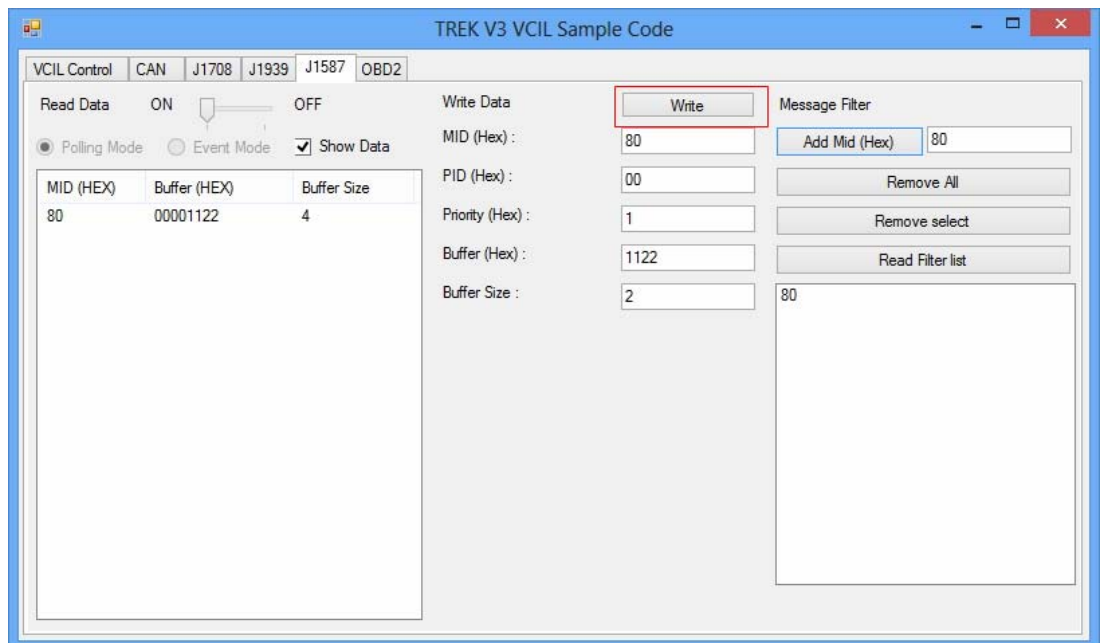 TREK V3 VCIL Sample Code
VCIL Control CAN J1708 J1939 J1587 OBD2
Read Data ON OFF
Polling Mode Event Mode Show Data
MID (HEX) Buffer (HEX) Buffer Size
80 00001122 4
Write Data Write
MID (Hex) : 80
PID (Hex) : 00
Priority (Hex) : 1
Buffer (Hex) : 1122
Buffer Size : 2
Message Filter
Add Mid (Hex) 80
Remove All
Remove select
Read Filter list
80